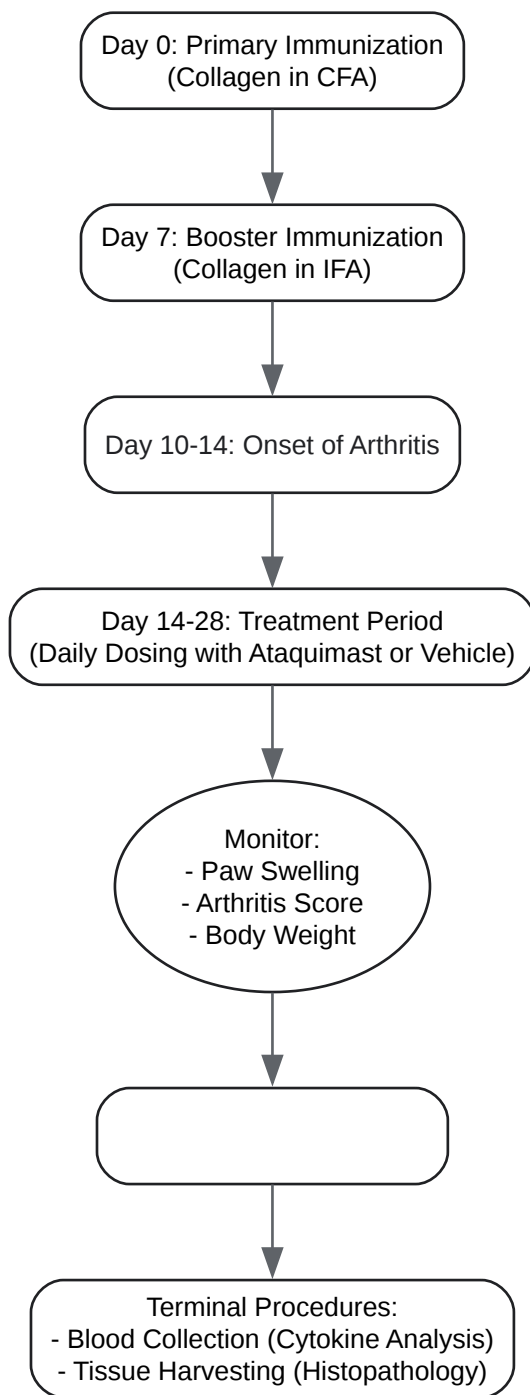 Day 0: Primary Immunization
(Collagen in CFA)
Day 7: Booster Immunization
(Collagen in IFA)
Day 10-14: Onset of Arthritis
Day 14-28: Treatment Period
(Daily Dosing with Ataquimast or Vehicle)
Monitor:
- Paw Swelling
- Arthritis Score
- Body Weight
Terminal Procedures:
- Blood Collection (Cytokine Analysis)
- Tissue Harvesting (Histopathology)